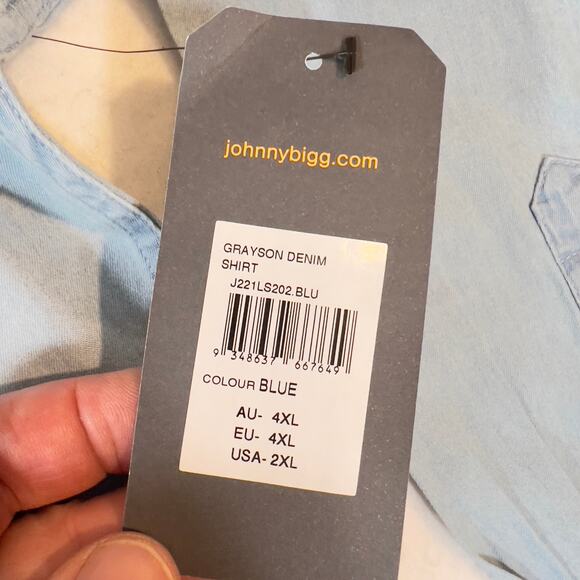 johnnybigg.com
GRAYSON DENIM
SHIRT
J221LS202.BLU
9 348637 667649
COLOUR BLUE
AU- 4XL
EU- 4XL
USA- 2XL